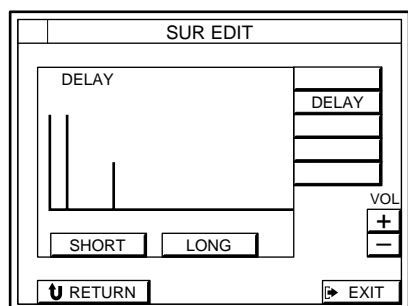 SUR EDIT
DELAY
DELAY
VOL
+
−
SHORT LONG
RETURN EXIT